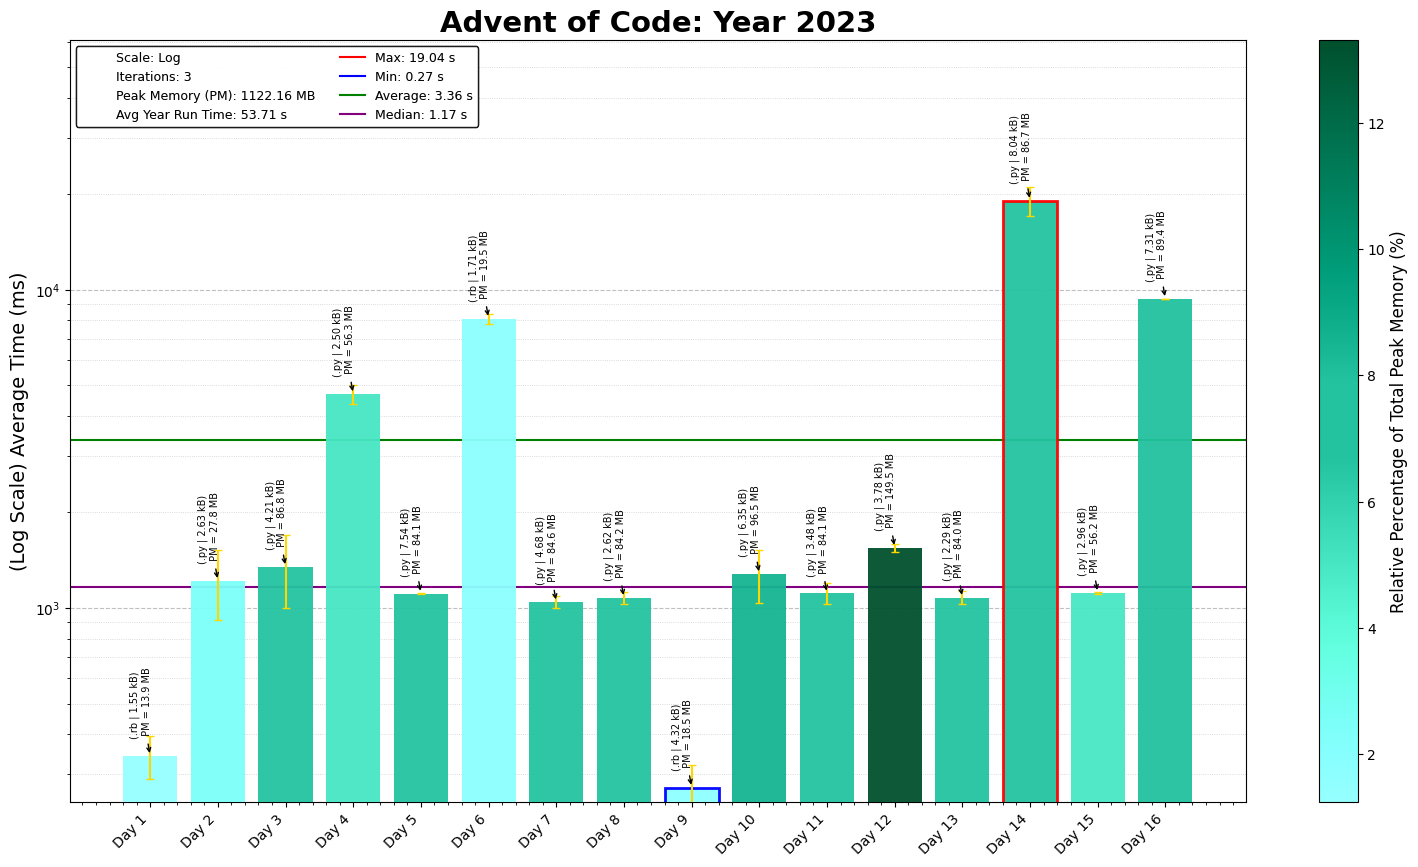 Advent of Code: Year 2023
Scale: Log
Iterations: 3
Peak Memory (PM): 1122.16 MB
Avg Year Run Time: 53.71 s
Max: 19.04 s
Min: 0.27 s
Average: 3.36 s
Median: 1.17 s
(Log Scale) Average Time (ms)
10⁴
10³
(.rb | 1.55 kB)
PM = 13.9 MB
(.py | 2.63 kB)
PM = 27.8 MB
(.py | 4.21 kB)
PM = 86.8 MB
(.py | 2.50 kB)
PM = 56.3 MB
(.py | 7.54 kB)
PM = 84.1 MB
(.rb | 1.71 kB)
PM = 19.5 MB
(.py | 4.68 kB)
PM = 84.6 MB
(.py | 2.62 kB)
PM = 84.2 MB
(.rb | 4.32 kB)
PM = 18.5 MB
(.py | 6.35 kB)
PM = 96.5 MB
(.py | 3.48 kB)
PM = 84.1 MB
(.py | 3.78 kB)
PM = 149.5 MB
(.py | 2.29 kB)
PM = 84.0 MB
(.py | 8.04 kB)
PM = 86.7 MB
(.py | 2.96 kB)
PM = 56.2 MB
(.py | 7.31 kB)
PM = 89.4 MB
Day 1
Day 2
Day 3
Day 4
Day 5
Day 6
Day 7
Day 8
Day 9
Day 10
Day 11
Day 12
Day 13
Day 14
Day 15
Day 16
12
10
8
6
4
2
Relative Percentage of Total Peak Memory (%)